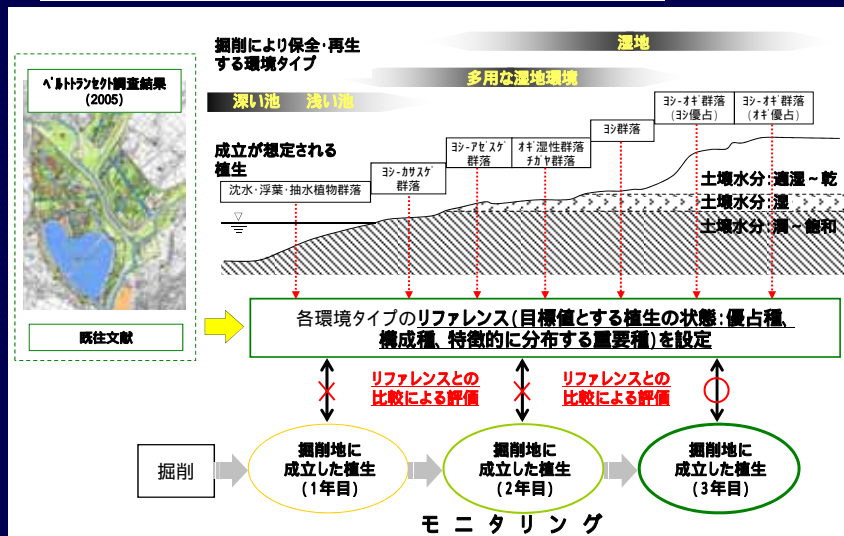 掘削により保全・再生
する環境タイプ
湿地
多用な湿地環境
深い池 浅い池
ﾍﾞﾙﾄﾗﾝｾｸﾄ調査結果
(2005)
既往文献
成立が想定される
植生
沈水・浮葉・抽水植物群落
ﾖｼ-ｶｻｽｹﾞ
群落
ﾖｼ-ｱｾﾞｽｹﾞ
群落
ｵｷﾞ湿性群落
ﾁｶﾞﾔ群落
ﾖｼ群落
ﾖｼ-ｵｷﾞ群落
(ﾖｼ優占)
ﾖｼ-ｵｷﾞ群落
(ｵｷﾞ優占)
土壌水分:適湿~乾
土壌水分:湿
土壌水分:潤~飽和
各環境タイプのリファレンス(目標値とする植生の状態:優占種、
構成種、特徴的に分布する重要種)を設定
リファレンスとの
比較による評価
リファレンスとの
比較による評価
掘削
掘削地に
成立した植生
(1年目)
掘削地に
成立した植生
(2年目)
掘削地に
成立した植生
(3年目)
モニタリング